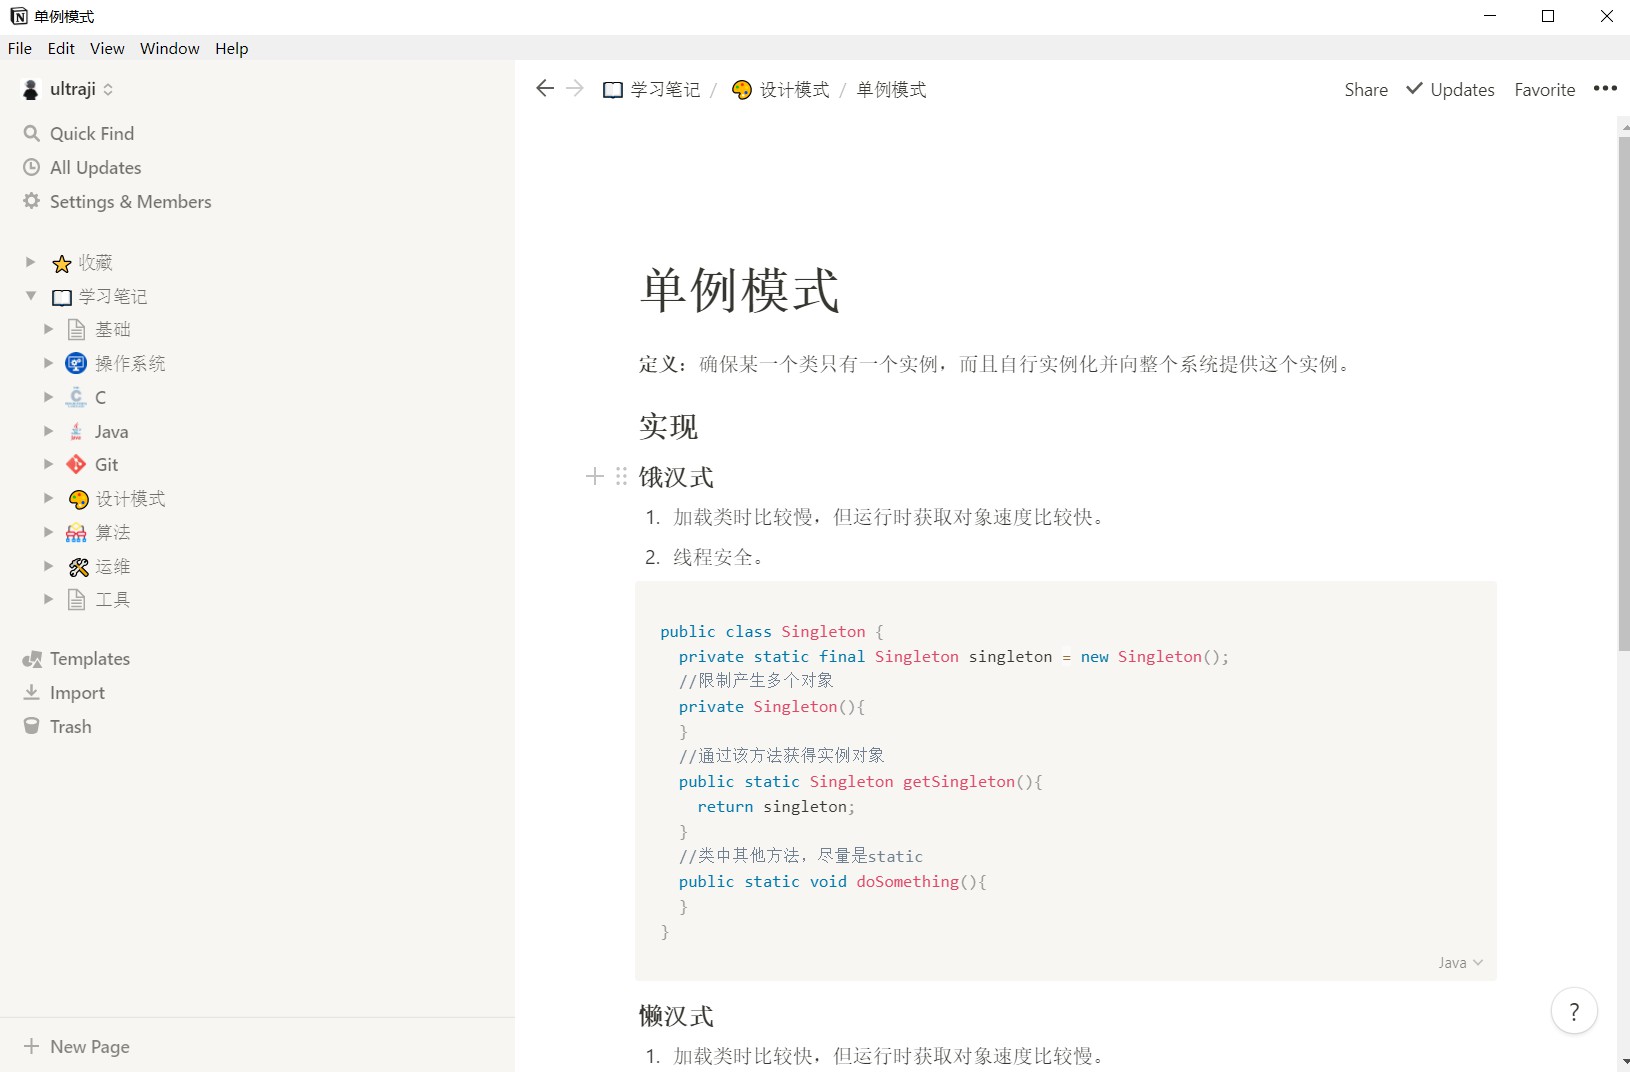 单例模式
File Edit View Window Help
ultraji
Quick Find
All Updates
Settings & Members
收藏
学习笔记
基础
操作系统
C
Java
Git
设计模式
算法
运维
工具
Templates
Import
Trash
New Page
学习笔记 / 设计模式 / 单例模式
Share Updates Favorite
单例模式
定义：确保某一个类只有一个实例，而且自行实例化并向整个系统提供这个实例。
实现
饿汉式
1. 加载类时比较慢，但运行时获取对象速度比较快。
2. 线程安全。
public class Singleton {
  private static final Singleton singleton = new Singleton();
  //限制产生多个对象
  private Singleton(){
  }
  //通过该方法获得实例对象
  public static Singleton getSingleton(){
    return singleton;
  }
  //类中其他方法，尽量是static
  public static void doSomething(){
  }
}
Java
懒汉式
1. 加载类时比较快，但运行时获取对象速度比较慢。
?